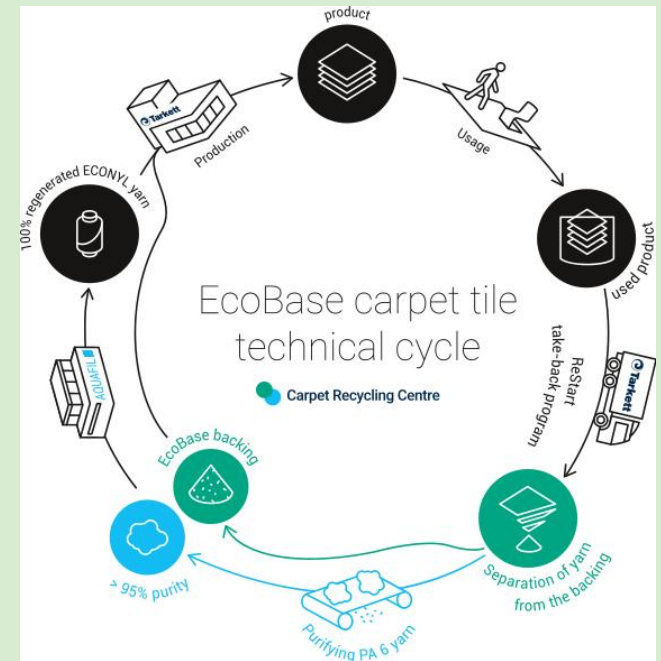 product
Tarkett
Production
Usage
100% regenerated ECONYL yarn
used product
EcoBase carpet tile
technical cycle
Carpet Recycling Centre
ReStart
take-back program
Tarkett
AQUAFIL
EcoBase backing
> 95% purity
Purifying PA 6 yarn
Separation of yarn
from the backing